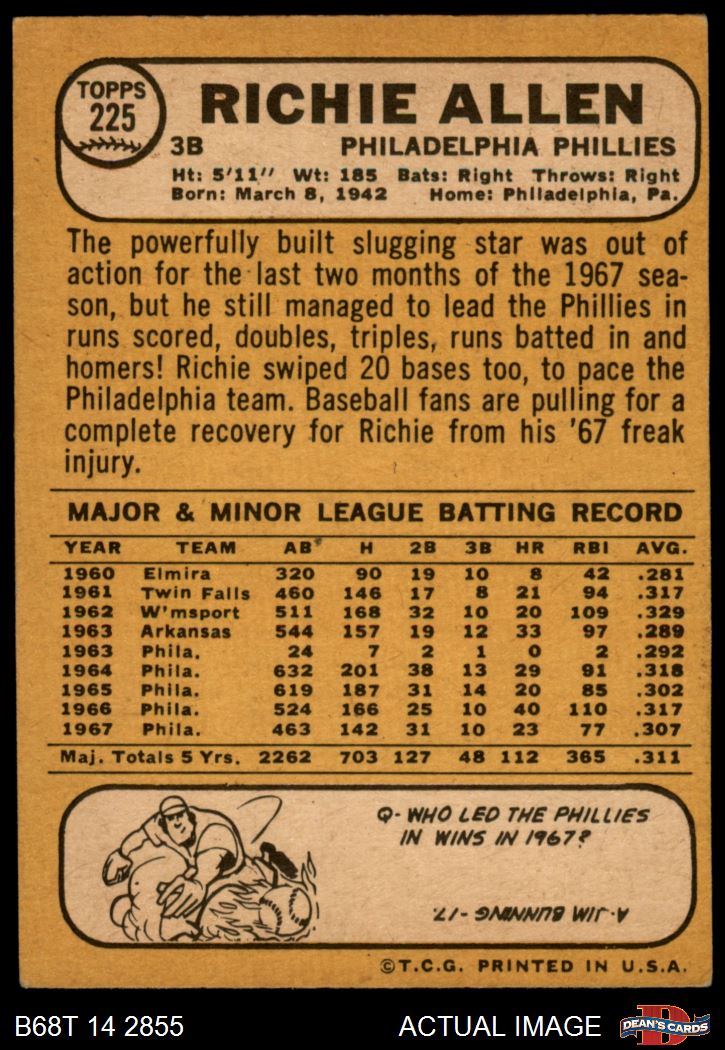 TOPPS
225
RICHIE ALLEN
3B PHILADELPHIA PHILLIES
Ht: 5'11" Wt: 185 Bats: Right Throws: Right
Born: March 8, 1942 Home: Philadelphia, Pa.
The powerfully built slugging star was out of
action for the last two months of the 1967 sea-
son, but he still managed to lead the Phillies in
runs scored, doubles, triples, runs batted in and
homers! Richie swiped 20 bases too, to pace the
Philadelphia team. Baseball fans are pulling for a
complete recovery for Richie from his '67 freak
injury.
MAJOR & MINOR LEAGUE BATTING RECORD
YEAR TEAM AB H 2B 3B HR RBI AVG.
1960 Elmira 320 90 19 10 8 42 .281
1961 Twin Falls 460 146 17 8 21 94 .317
1962 W'msport 511 168 32 10 20 109 .329
1963 Arkansas 544 157 19 12 33 97 .289
1963 Phila. 24 7 2 1 0 2 .292
1964 Phila. 632 201 38 13 29 91 .318
1965 Phila. 619 187 31 14 20 85 .302
1966 Phila. 524 166 25 10 40 110 .317
1967 Phila. 463 142 31 10 23 77 .307
Maj. Totals 5 Yrs. 2262 703 127 48 112 365 .311
Q- WHO LED THE PHILLIES
IN WINS IN 1967?
A. JIM BUNNING -17.
©T.C.G. PRINTED IN U.S.A.
B68T 14 2855 ACTUAL IMAGE
D
DEAN'S CARDS